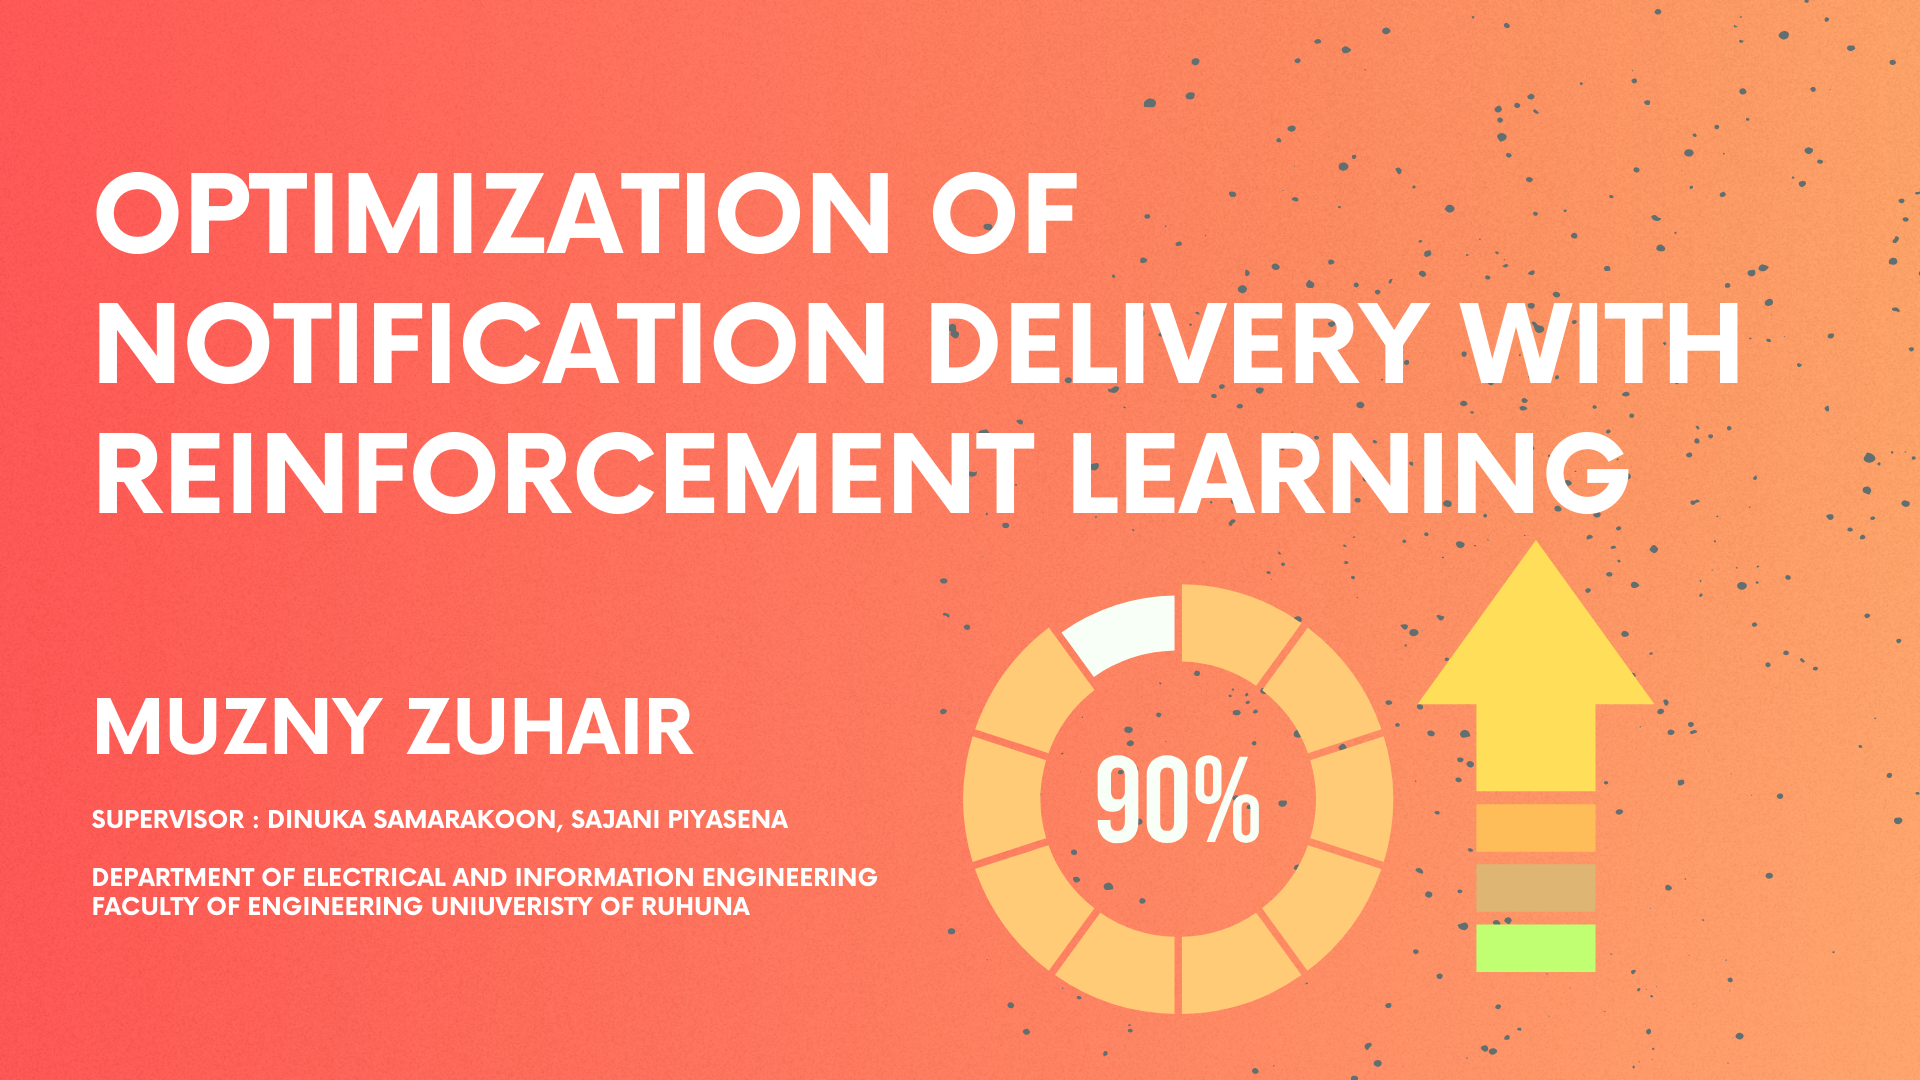 OPTIMIZATION OF
NOTIFICATION DELIVERY WITH
REINFORCEMENT LEARNING
MUZNY ZUHAIR
SUPERVISOR : DINUKA SAMARAKOON, SAJANI PIYASENA
DEPARTMENT OF ELECTRICAL AND INFORMATION ENGINEERING
FACULTY OF ENGINEERING UNIUVERISTY OF RUHUNA
90%